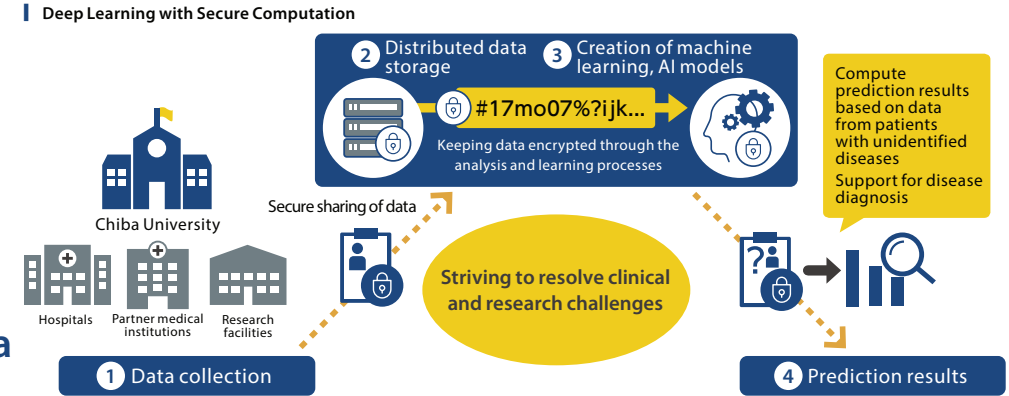 Deep Learning with Secure Computation
2 Distributed data
storage
3 Creation of machine
learning, AI models
#17mo07%?ijk...
Keeping data encrypted through the
analysis and learning processes
Compute
prediction results
based on data
from patients
with unidentified
diseases
Support for disease
diagnosis
Chiba University
Secure sharing of data
Hospitals
Partner medical
institutions
Research
facilities
Striving to resolve clinical
and research challenges
?
a
1 Data collection
4 Prediction results